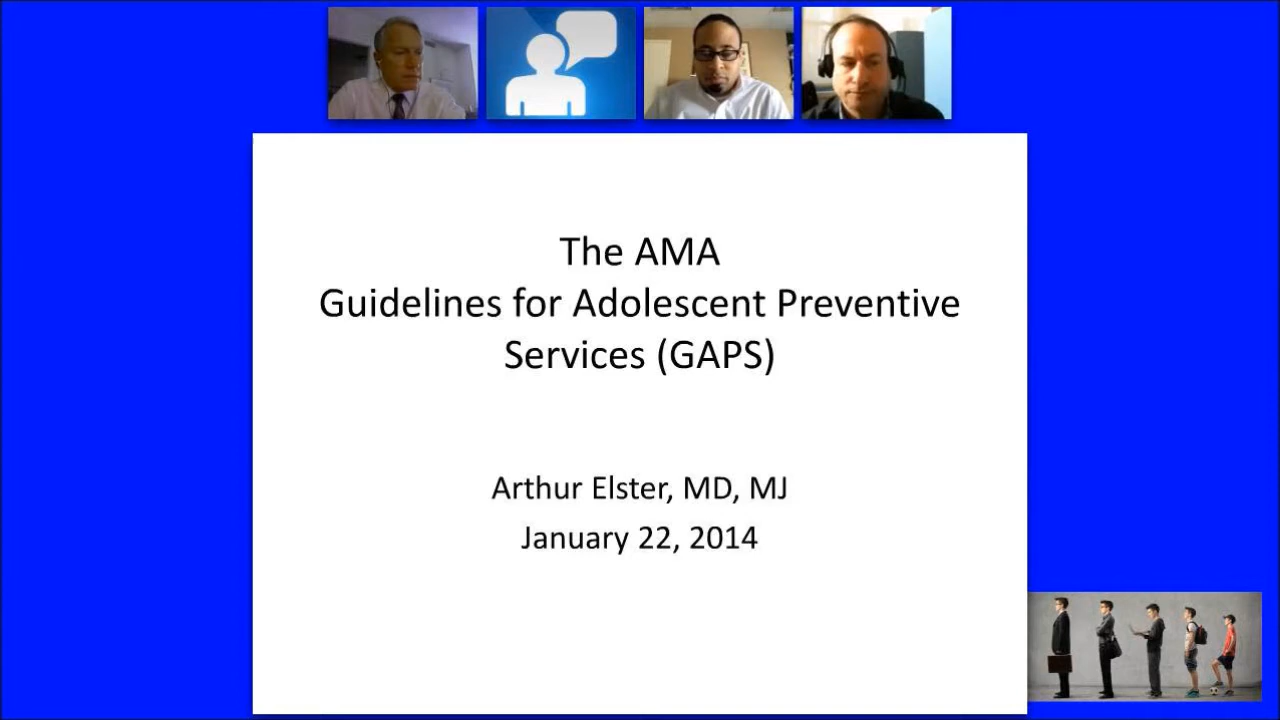 The AMA
Guidelines for Adolescent Preventive
Services (GAPS)
Arthur Elster, MD, MJ
January 22, 2014